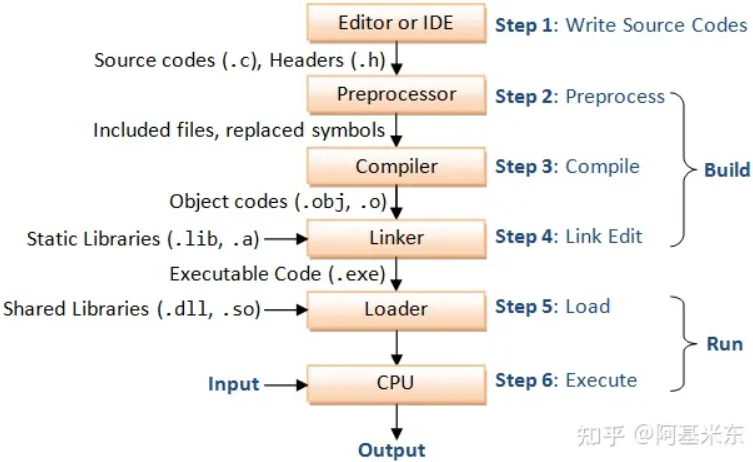 Editor or IDE
Step 1: Write Source Codes
Source codes (.c), Headers (.h)
Preprocessor
Step 2: Preprocess
Included files, replaced symbols
Compiler
Step 3: Compile
Build
Object codes (.obj, .o)
Static Libraries (.lib, .a)
Linker
Step 4: Link Edit
Executable Code (.exe)
Shared Libraries (.dll, .so)
Loader
Step 5: Load
Run
Input
CPU
Step 6: Execute
知乎 @阿基米东
Output